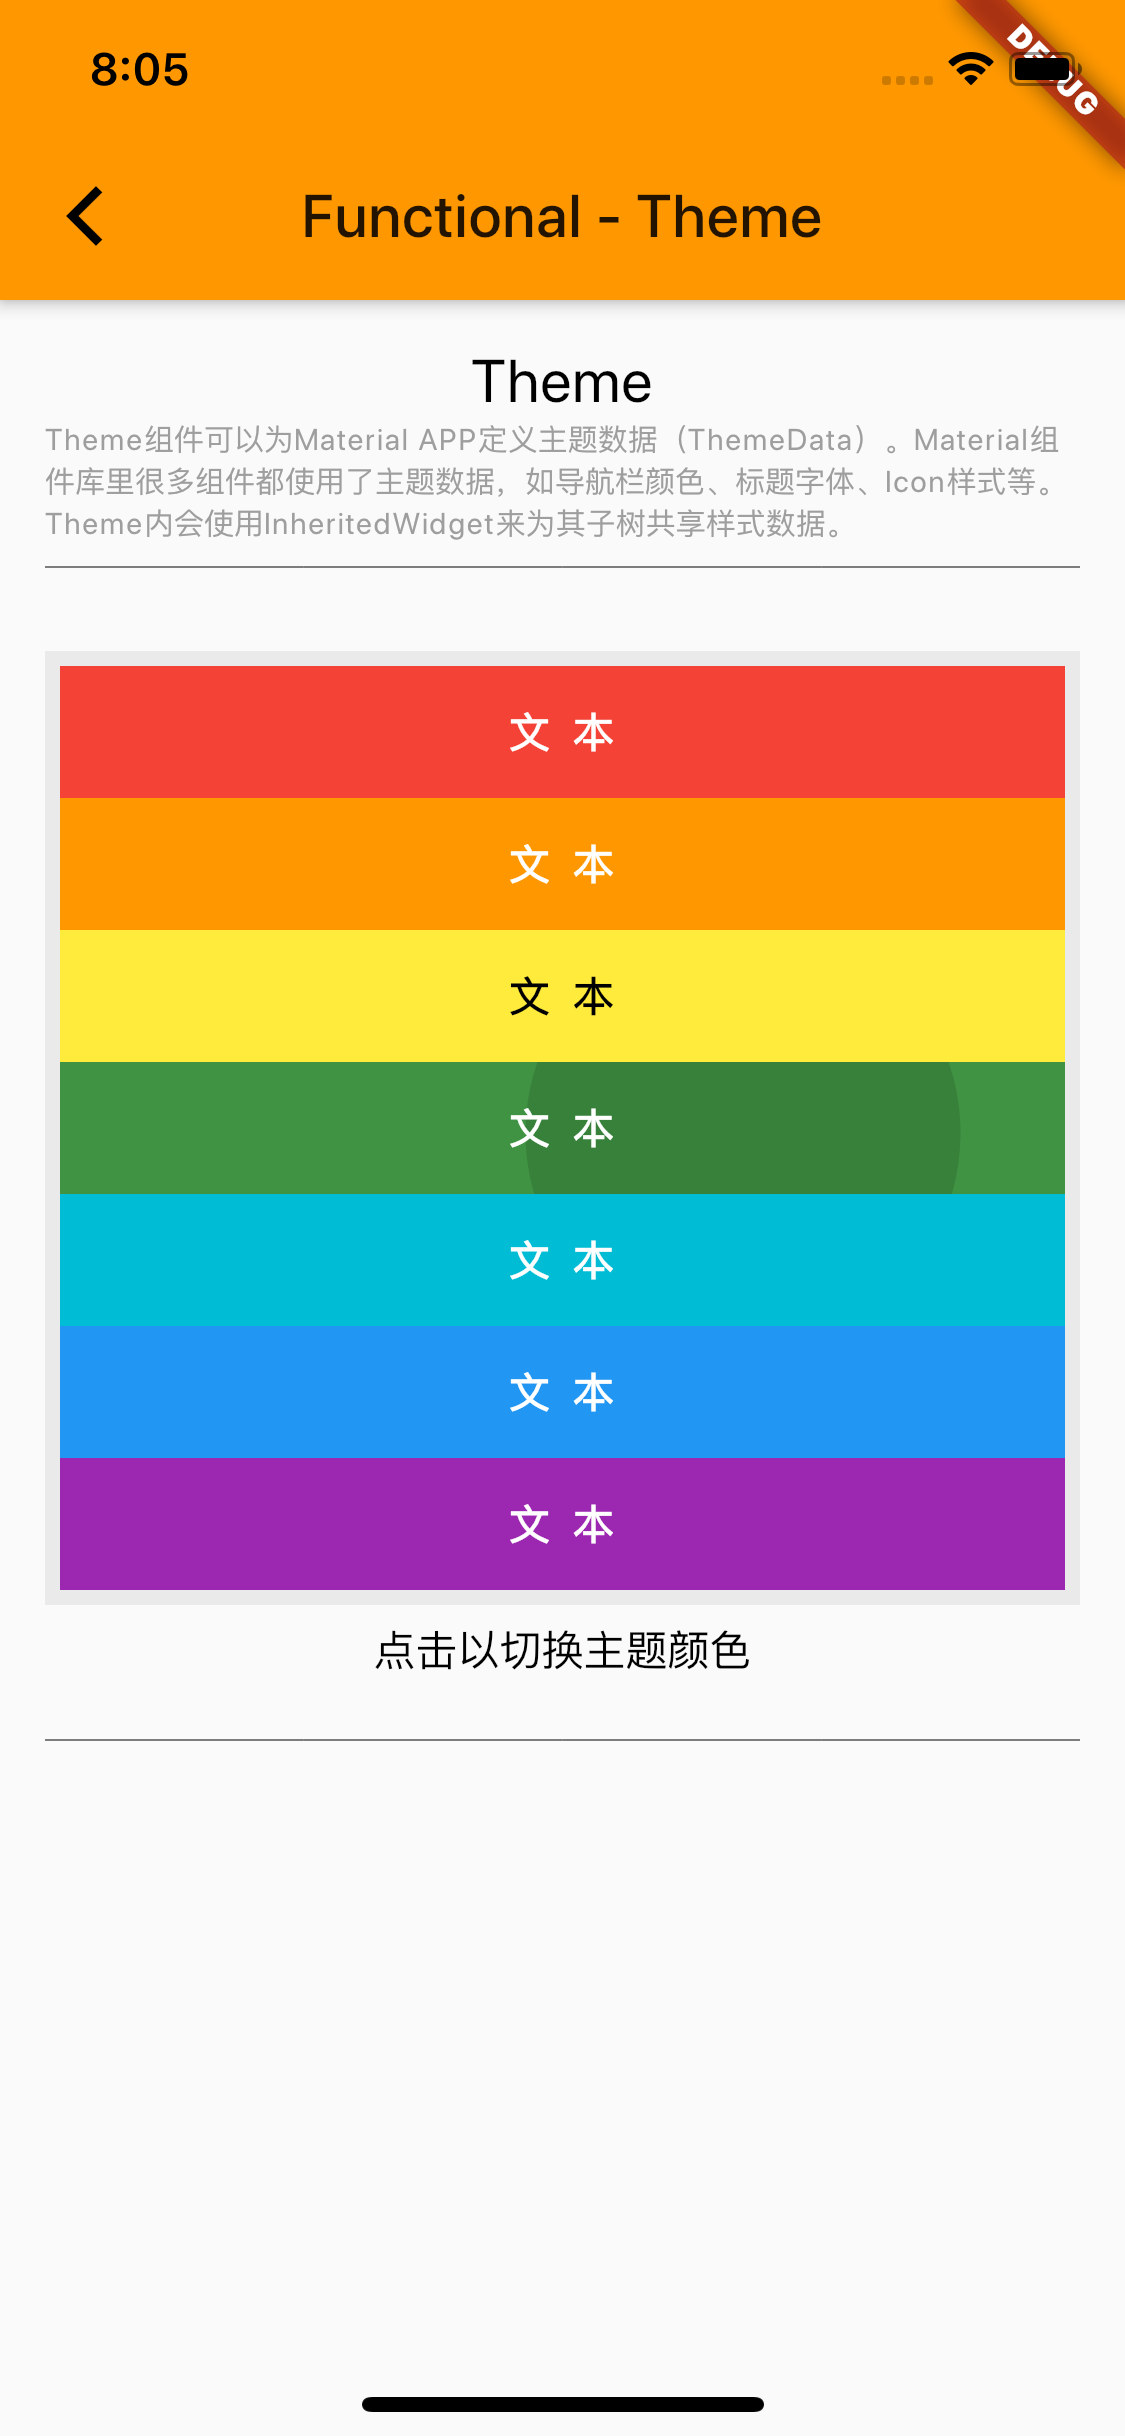 8:05
DEBUG
Functional - Theme
Theme
Theme组件可以为Material APP定义主题数据（ThemeData）。Material组
件库里很多组件都使用了主题数据，如导航栏颜色、标题字体、Icon样式等。
Theme内会使用InheritedWidget来为其子树共享样式数据。
文 本
文 本
文 本
文 本
文 本
文 本
文 本
点击以切换主题颜色